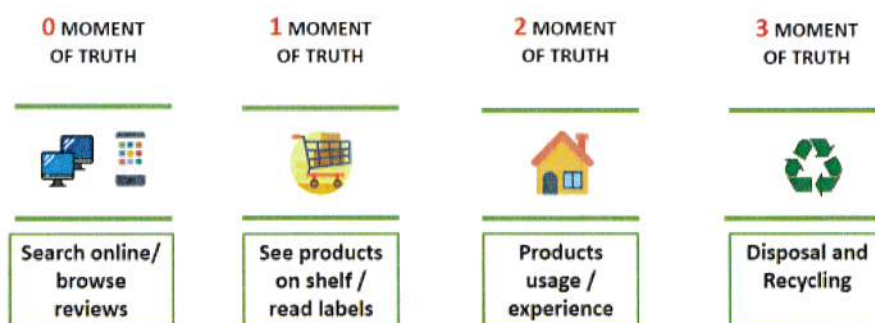 0 MOMENT
OF TRUTH
1 MOMENT
OF TRUTH
2 MOMENT
OF TRUTH
3 MOMENT
OF TRUTH
Search online/
browse
reviews
See products
on shelf /
read labels
Products
usage /
experience
Disposal and
Recycling